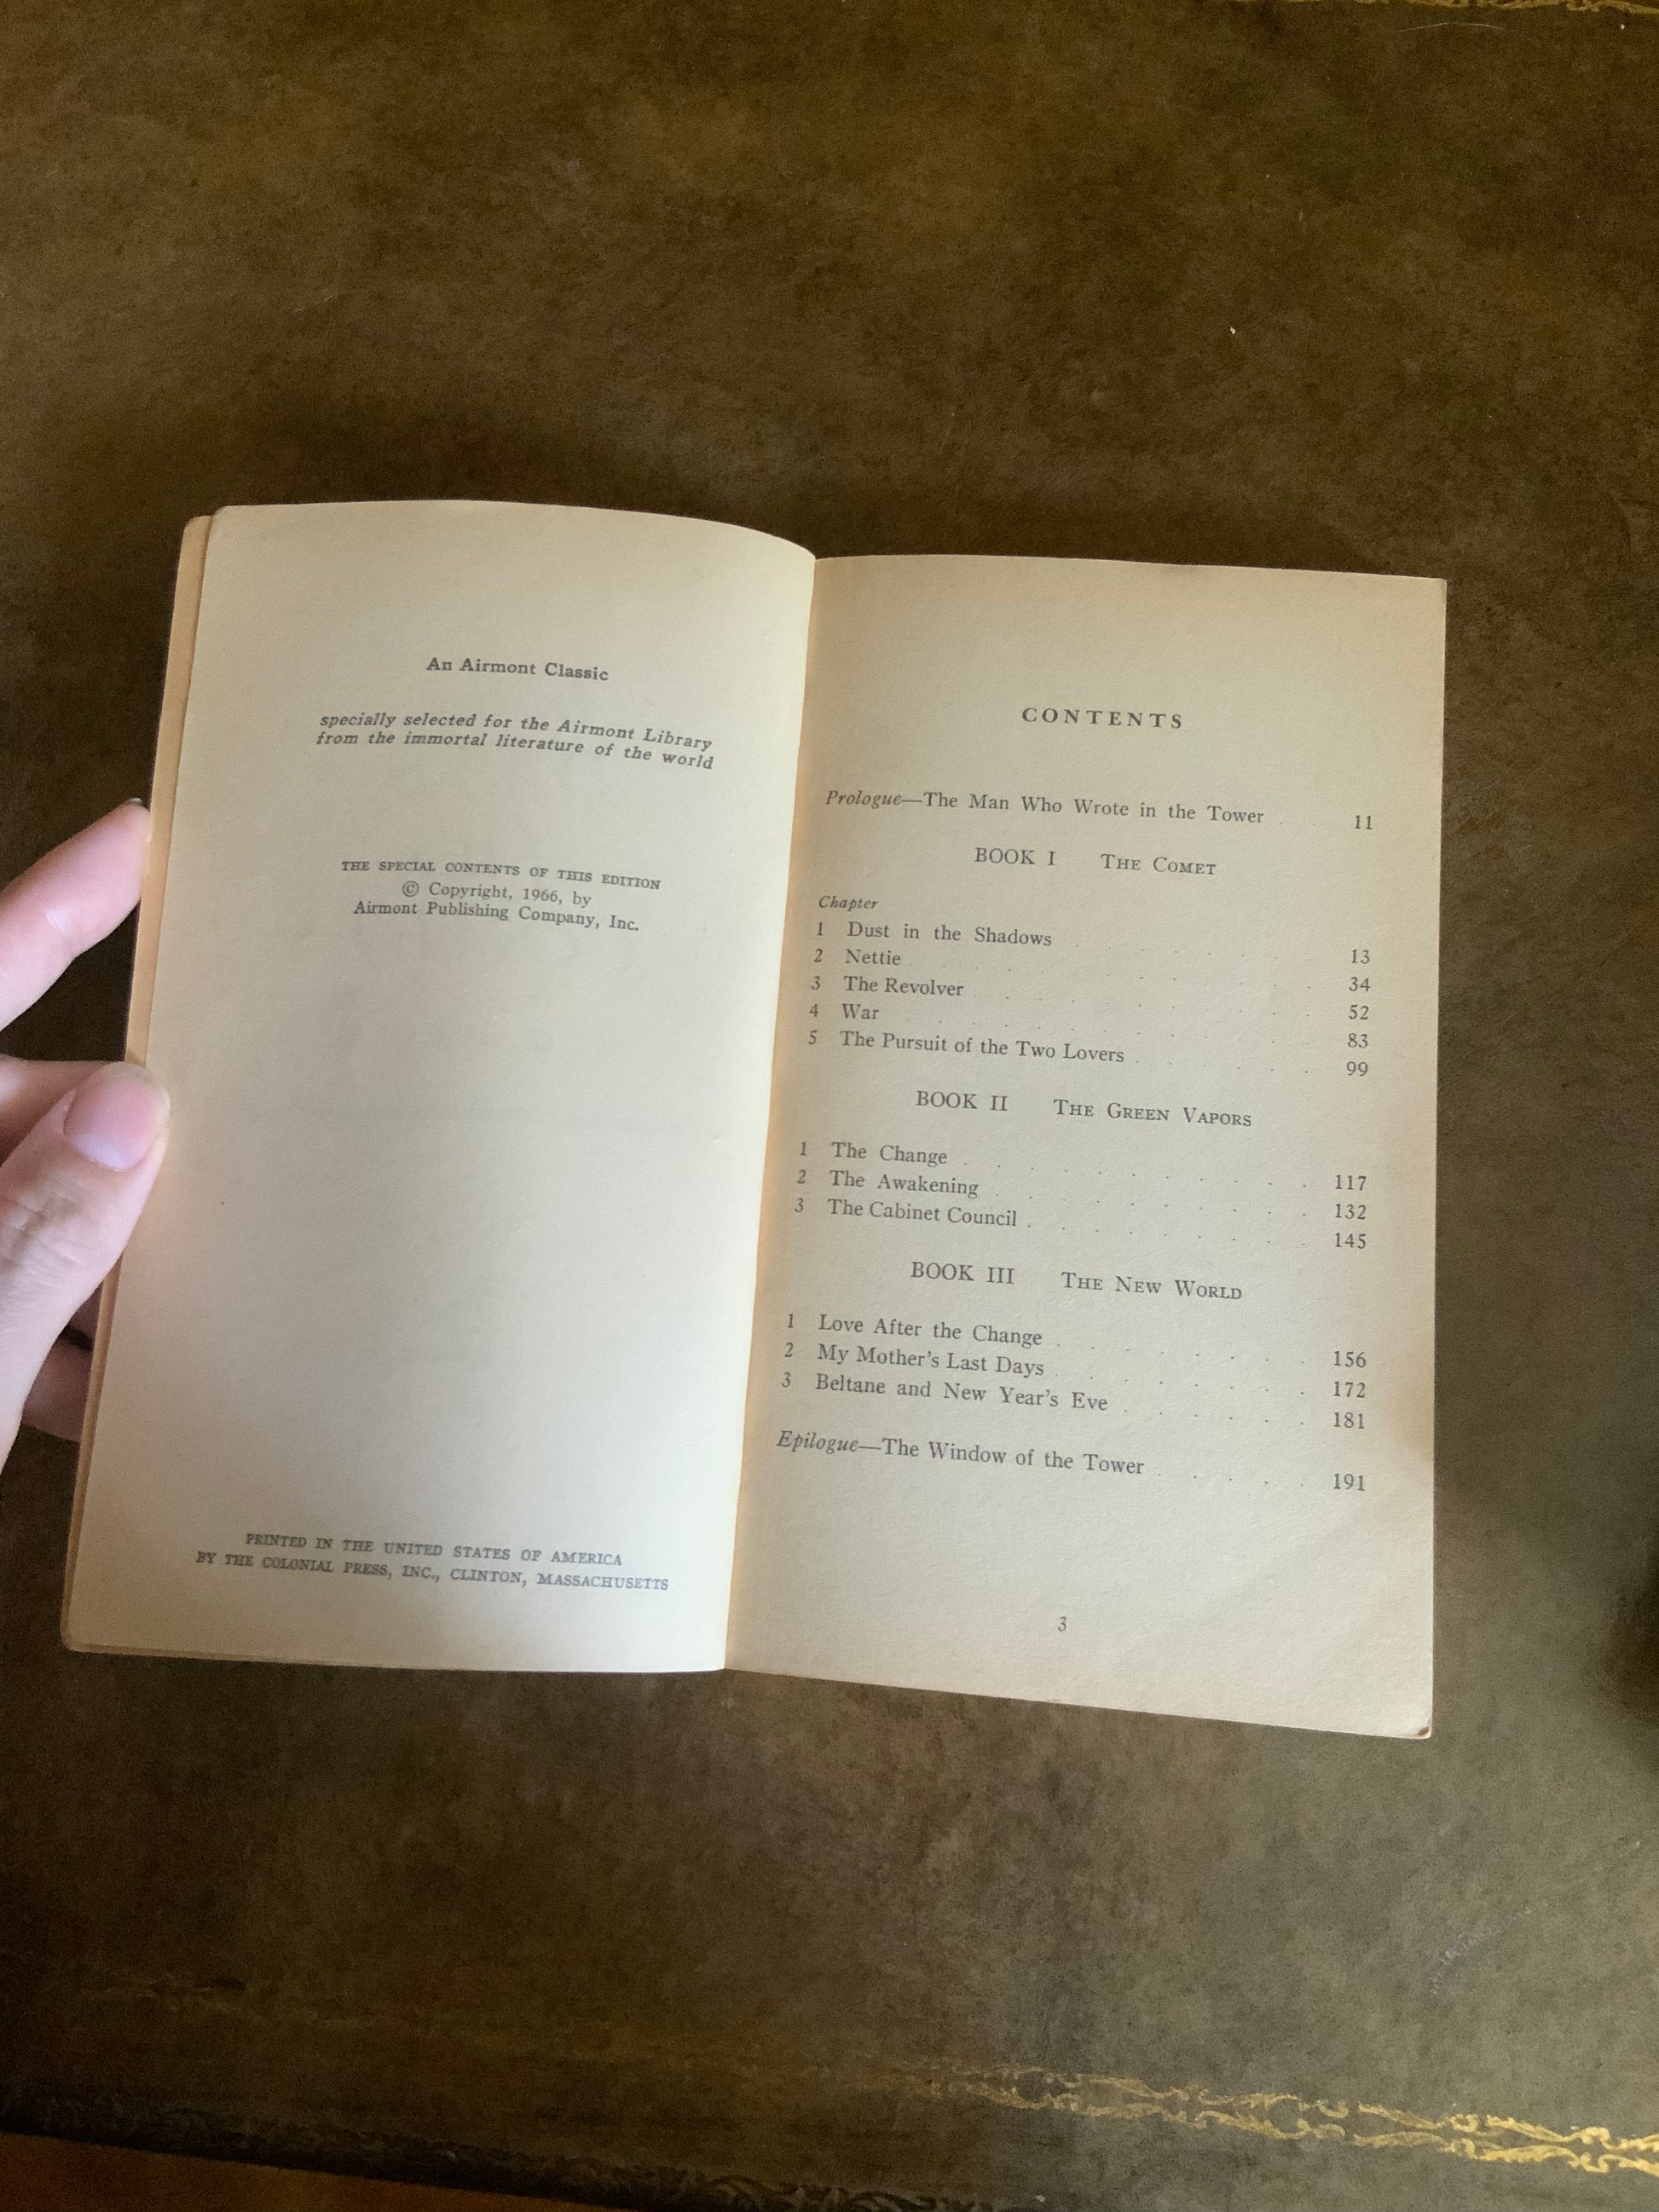 An Airmont Classic
specially selected for the Airmont Library
from the immortal literature of the world
THE SPECIAL CONTENTS OF THIS EDITION
© Copyright, 1966, by
Airmont Publishing Company, Inc.
PRINTED IN THE UNITED STATES OF AMERICA
BY THE COLONIAL PRESS, INC., CLINTON, MASSACHUSETTS
CONTENTS
Prologue—The Man Who Wrote in the Tower 11
BOOK I The Comet
Chapter
1 Dust in the Shadows 13
2 Nettie 34
3 The Revolver 52
4 War 83
5 The Pursuit of the Two Lovers 99
BOOK II The Green Vapors
1 The Change 117
2 The Awakening 132
3 The Cabinet Council 145
BOOK III The New World
1 Love After the Change 156
2 My Mother's Last Days 172
3 Beltane and New Year's Eve 181
Epilogue—The Window of the Tower 191
3